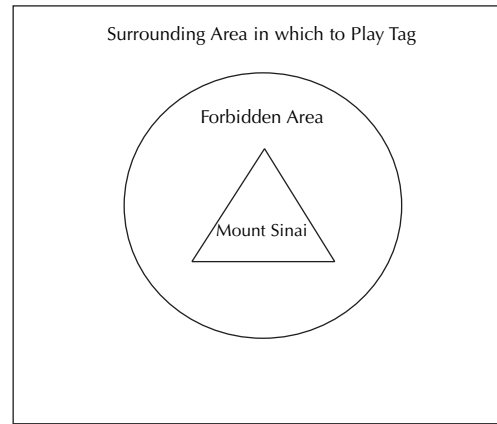 Surrounding Area in which to Play Tag
Forbidden Area
Mount Sinai